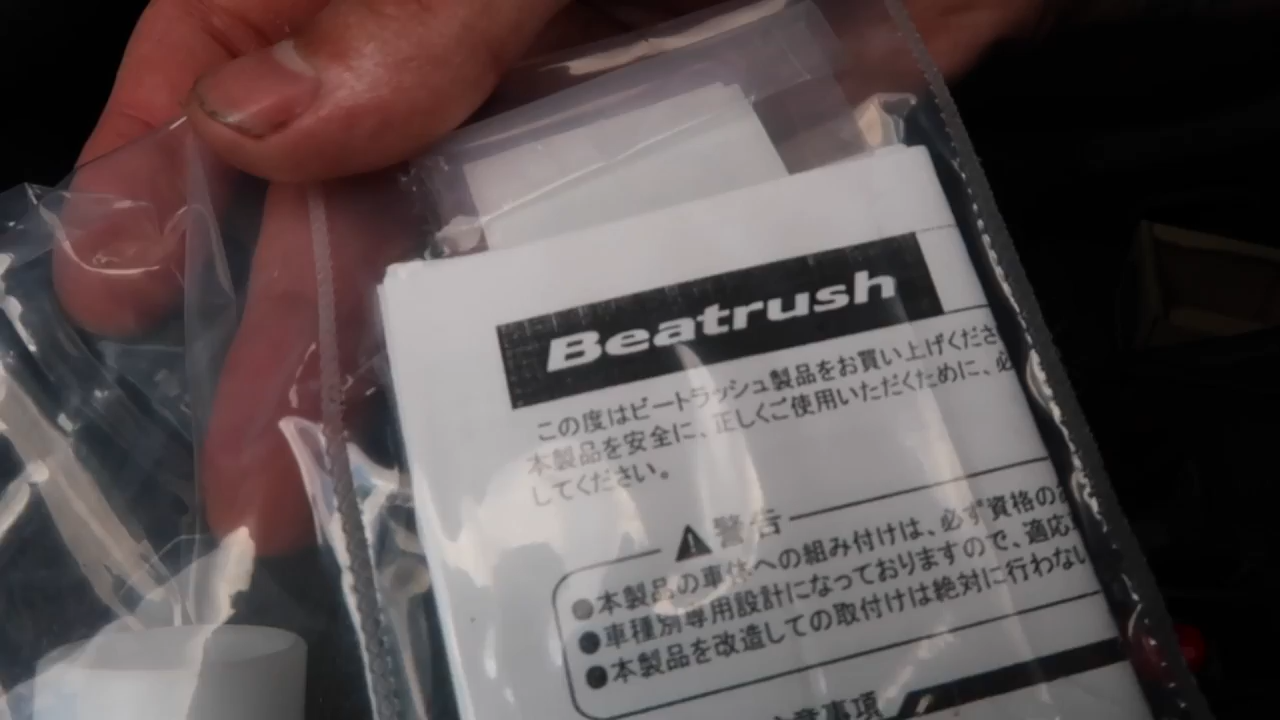 Beatrush
この度はビートラッシュ製品をお買い上げくださ
本製品を安全に、正しくご使用いただくために、必
してください。
警告
●本製品の車体への組み付けは、必ず資格の
●車種別専用設計になっておりますので、適応
●本製品を改造しての取付けは絶対に行わない
意事項